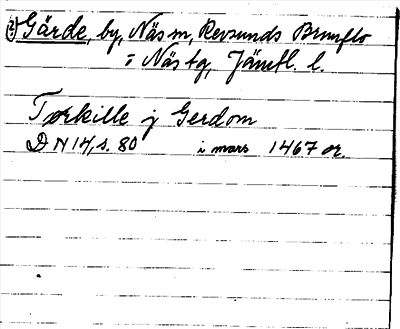 Gärde, by, Näs sn, Revsunds Brunflo
= Näs tg, Jämtl. l.
Torkille j Gerdom
DN 14, s. 80 i mars 1467 or.